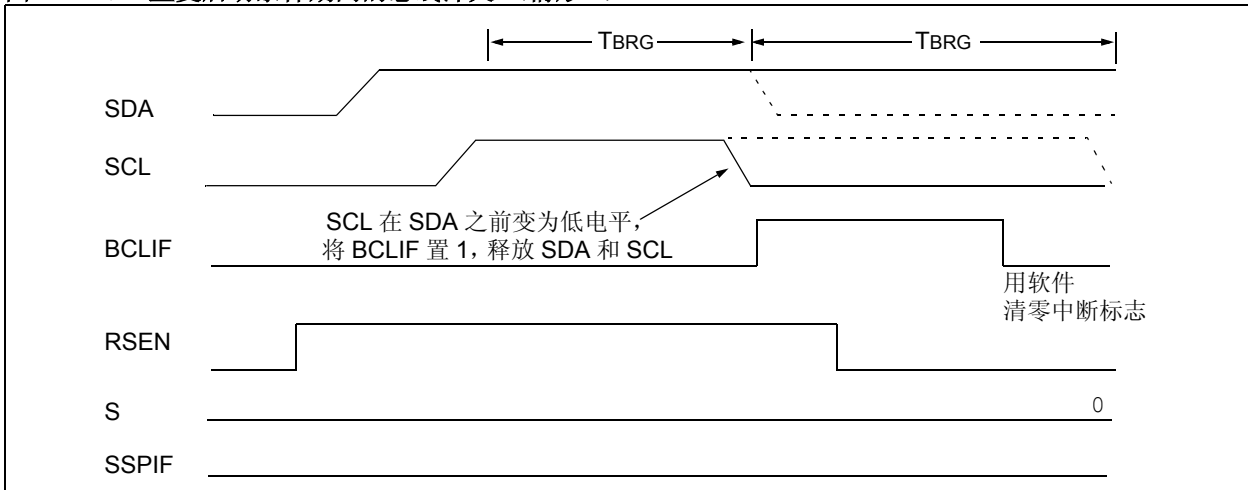 TBRG TBRG
SDA
SCL
SCL 在 SDA 之前变为低电平,
将 BCLIF 置 1, 释放 SDA 和 SCL
BCLIF
用软件
清零中断标志
RSEN
S 0
SSPIF